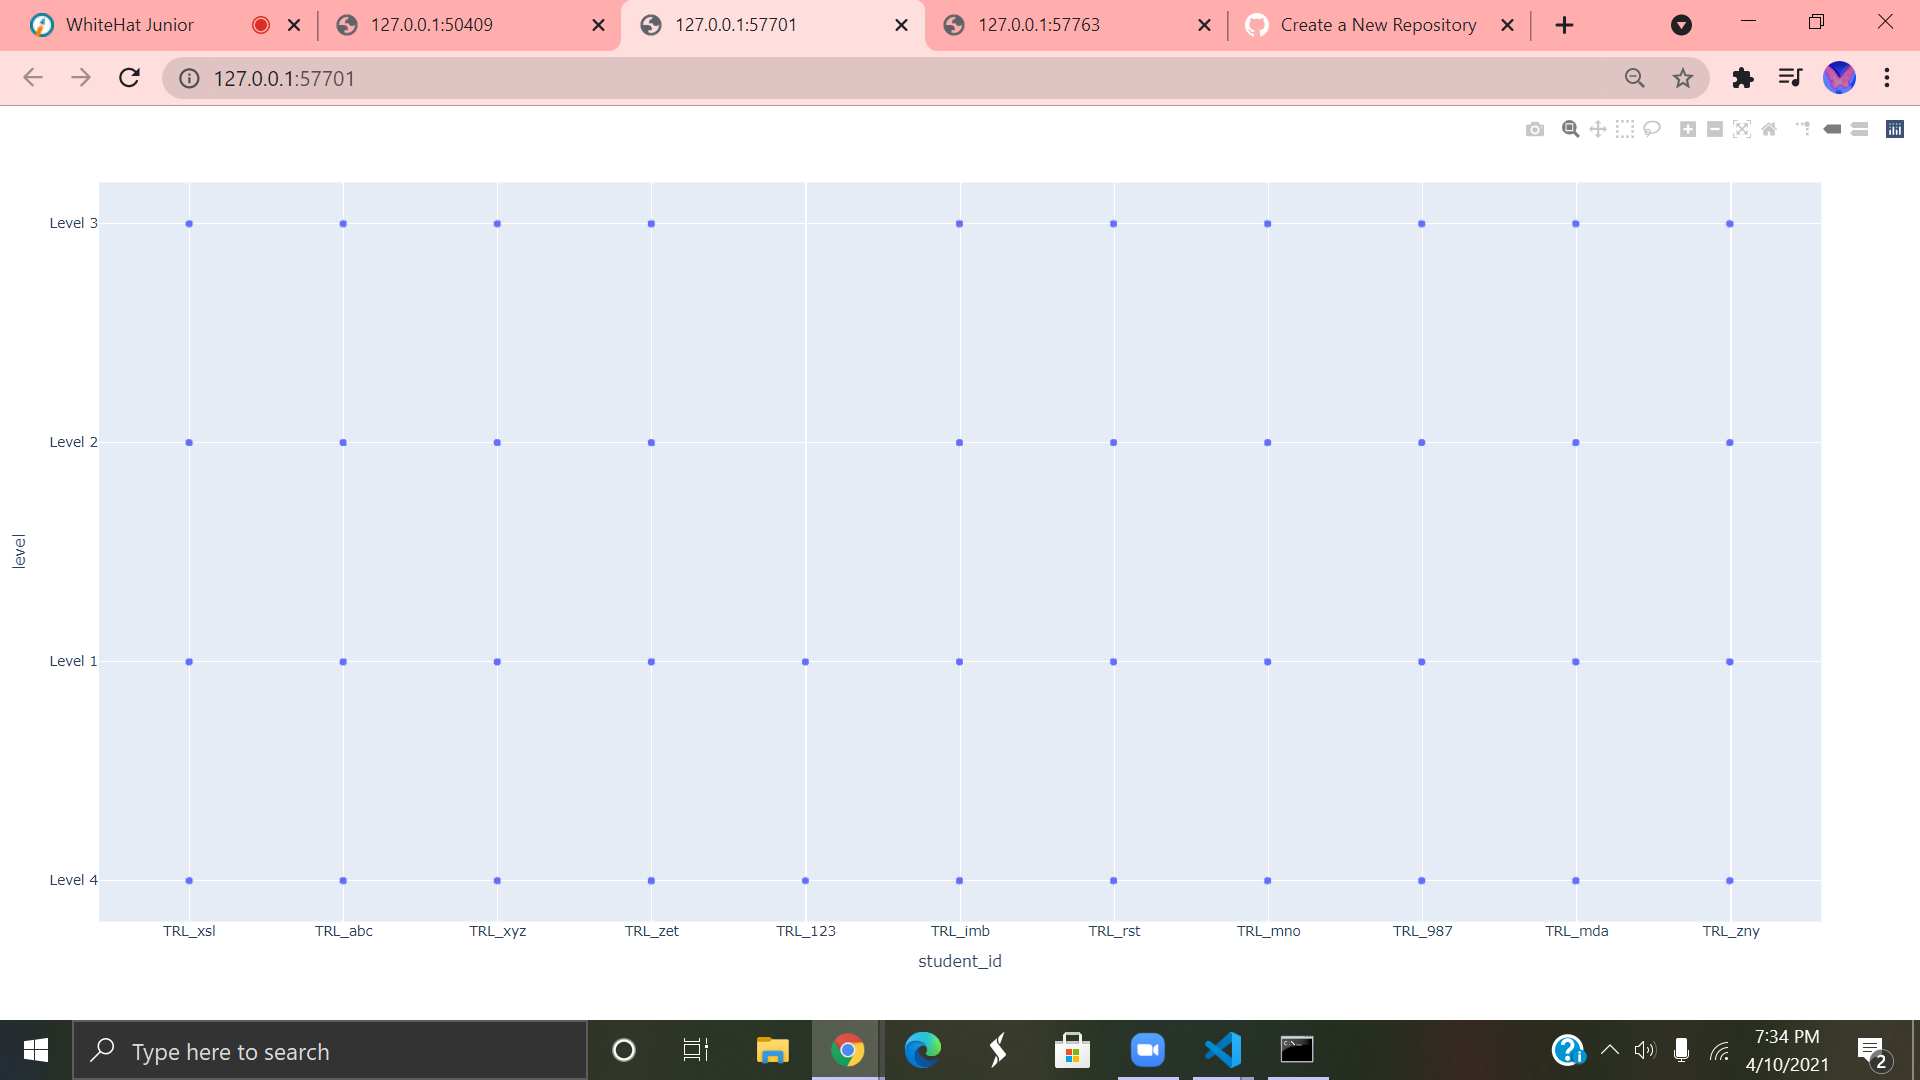 WhiteHat Junior
127.0.0.1:50409
127.0.0.1:57701
127.0.0.1:57763
Create a New Repository
127.0.0.1:57701
Level 3
Level 2
level
Level 1
Level 4
TRL_xsl TRL_abc TRL_xyz TRL_zet TRL_123 TRL_imb TRL_rst TRL_mno TRL_987 TRL_mda TRL_zny
student_id
Type here to search
7:34 PM
4/10/2021
2